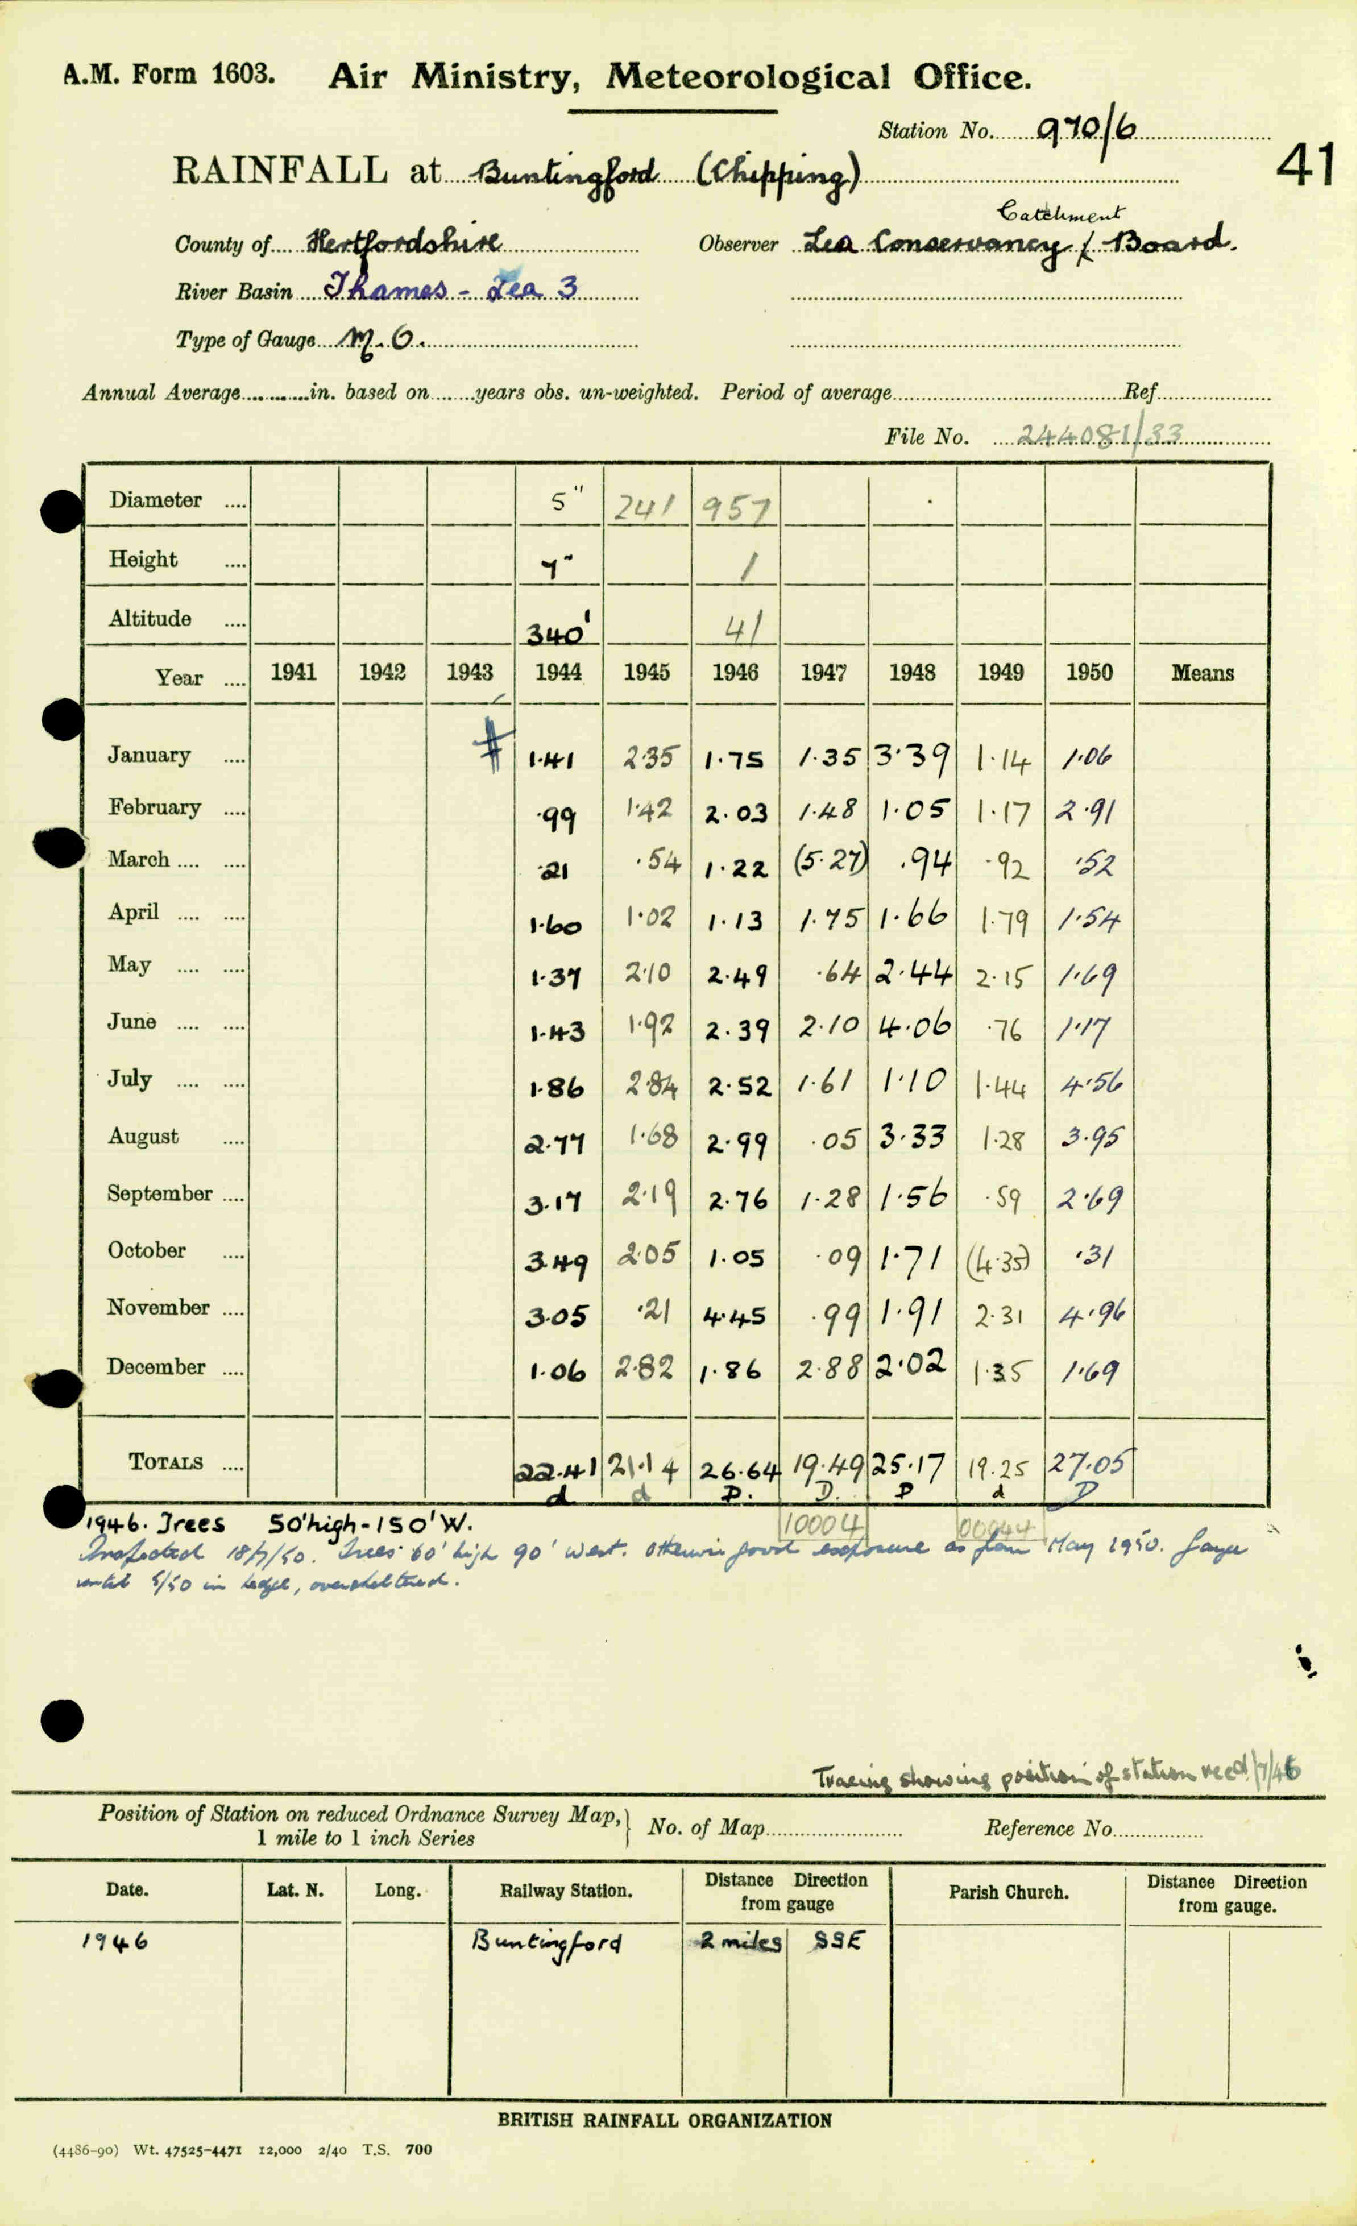 A.M. Form 1603. Air Ministry, Meteorological Office.
Station No. 970/6
41
RAINFALL at Buntingford (Chipping)
Catchment
County of Hertfordshire Observer Lea Conservancy / Board.
River Basin Thames - Lea 3
Type of Gauge M.O.
Annual Average in. based on years obs. un-weighted. Period of average Ref
File No. 244081/33
Diameter .... 5" 241 957
Height .... 7" 1
Altitude .... 340' 41
Year .... 1941 1942 1943 1944 1945 1946 1947 1948 1949 1950 Means
January .... 1.41 2.35 1.75 1.35 3.39 1.14 1.06
February .... .99 1.42 2.03 1.48 1.05 1.17 2.91
March .... .... .21 .54 1.22 (5.27) .94 .92 .52
April .... .... 1.60 1.02 1.13 1.75 1.66 1.79 1.54
May .... .... 1.37 2.10 2.49 .64 2.44 2.15 1.69
June .... .... 1.43 1.92 2.39 2.10 4.06 .76 1.17
July .... .... 1.86 2.84 2.52 1.61 1.10 1.44 4.56
August .... 2.77 1.68 2.99 .05 3.33 1.28 3.95
September .... 3.17 2.19 2.76 1.28 1.56 .59 2.69
October .... 3.49 2.05 1.05 .09 1.71 (4.35) .31
November .... 3.05 .21 4.45 .99 1.91 2.31 4.96
December .... 1.06 2.82 1.86 2.88 2.02 1.35 1.69
TOTALS .... 22.41 21.14 26.64 19.49 25.17 19.25 27.05
d d D. D. D d D
1946. Trees 50' high - 150' W. 10004 00044
Inspected 18/7/50. Trees 60' high 90' west. Otherwise good exposure as from May 1950. Gauge
until 5/50 in hedge, oversheltered.
Tracing showing position of station recd. /7/46
Position of Station on reduced Ordnance Survey Map, No. of Map Reference No.
1 mile to 1 inch Series
Date. Lat. N. Long. Railway Station. Distance Direction from gauge Parish Church. Distance Direction from gauge.
1946 Buntingford 2 miles SSE
BRITISH RAINFALL ORGANIZATION
(4486-90) Wt. 47525-4471 12,000 2/40 T.S. 700